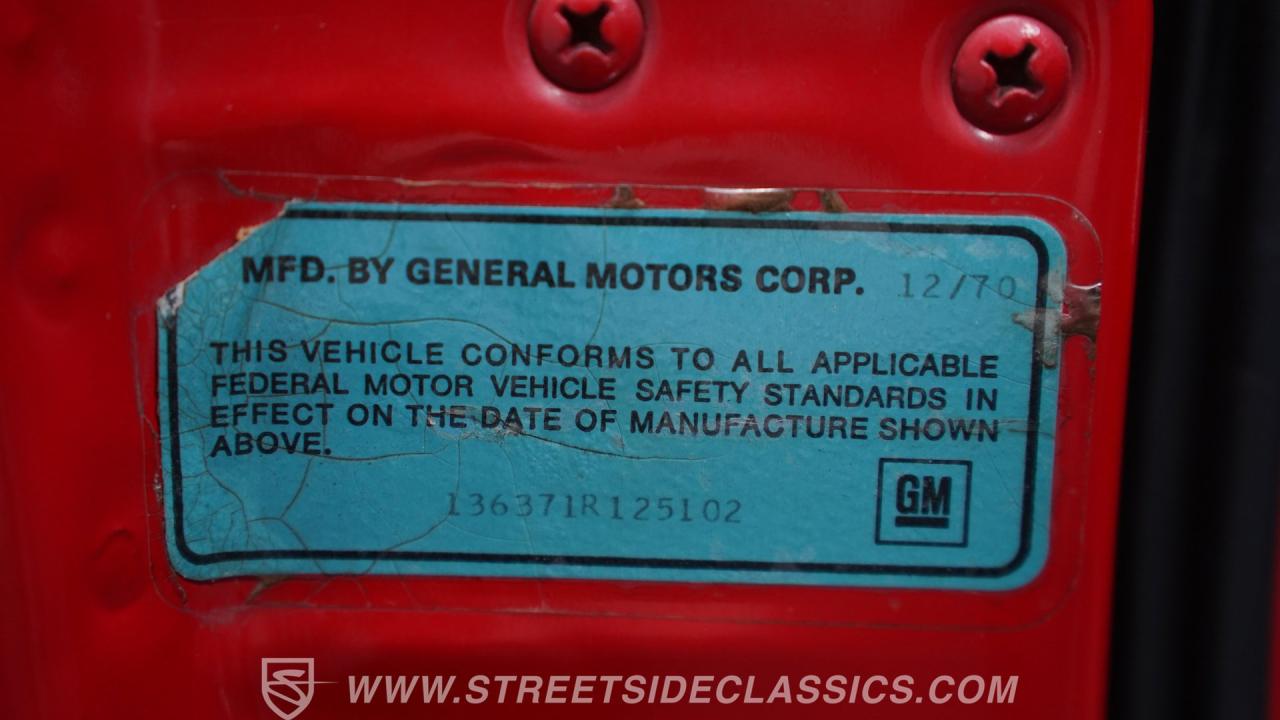 MFD. BY GENERAL MOTORS CORP. 12/70
THIS VEHICLE CONFORMS TO ALL APPLICABLE
FEDERAL MOTOR VEHICLE SAFETY STANDARDS IN
EFFECT ON THE DATE OF MANUFACTURE SHOWN
ABOVE.
136371R125102
GM
WWW.STREETSIDECLASSICS.COM